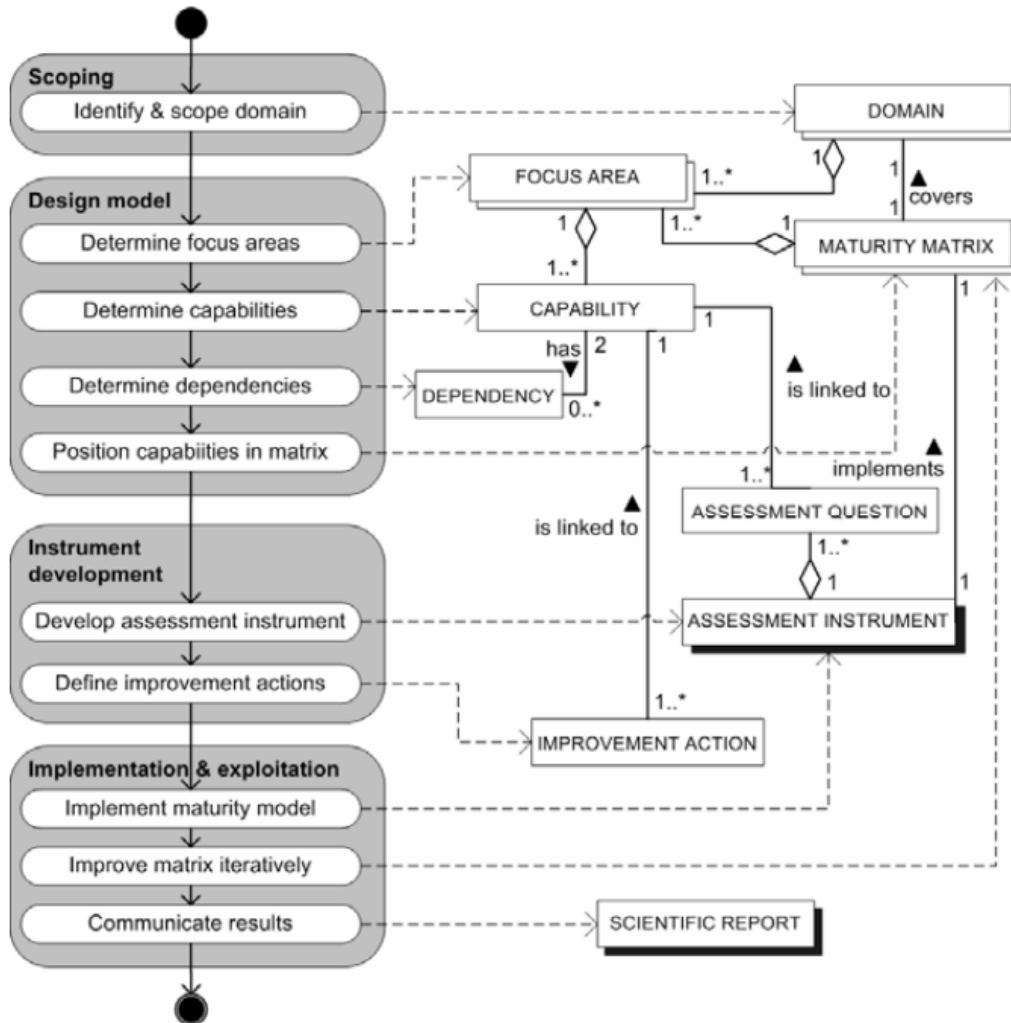 Scoping
Identify & scope domain
DOMAIN
1
1
FOCUS AREA
1..*
1
covers
1
Design model
1
1..*
1
Determine focus areas
MATURITY MATRIX
1..*
1
Determine capabilities
CAPABILITY
1
has
2
1
is linked to
Determine dependencies
DEPENDENCY
0..*
Position capabiities in matrix
1..*
implements
ASSESSMENT QUESTION
is linked to
1..*
Instrument
development
1
1
Develop assessment instrument
ASSESSMENT INSTRUMENT
Define improvement actions
1..*
IMPROVEMENT ACTION
Implementation & exploitation
Implement maturity model
Improve matrix iteratively
Communicate results
SCIENTIFIC REPORT